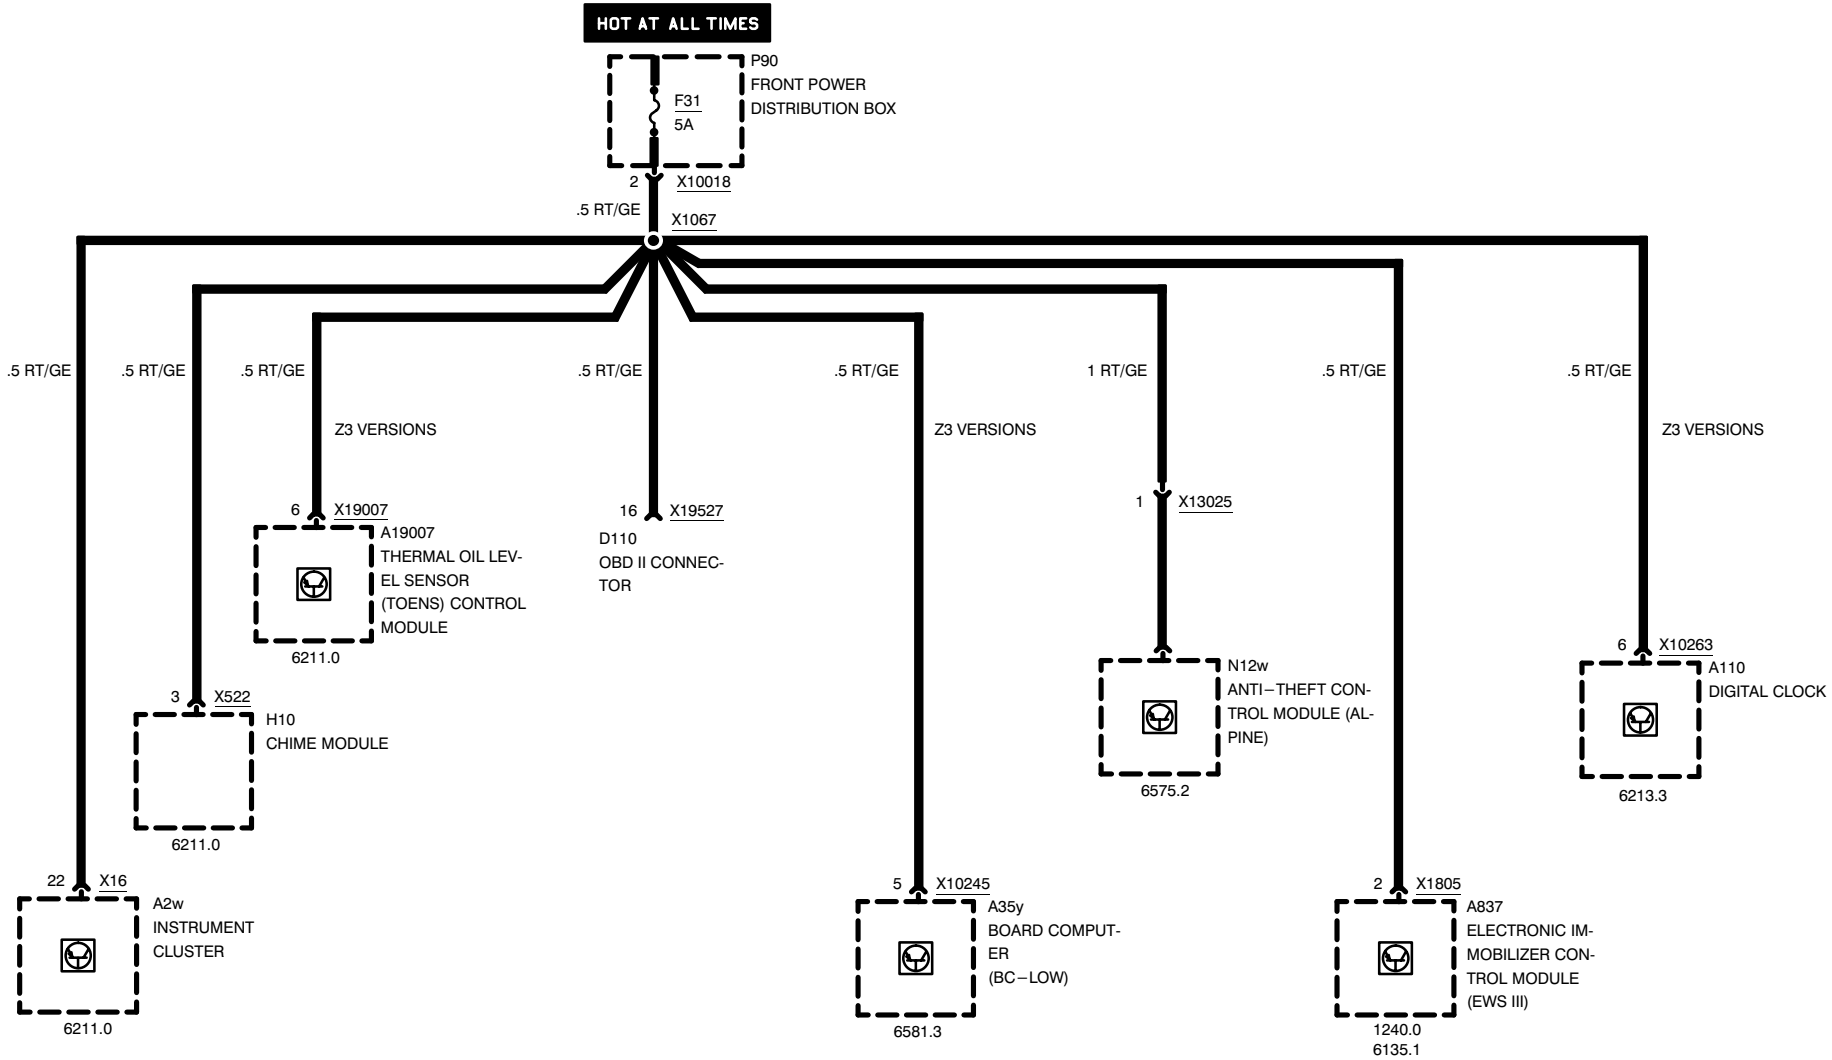 HOT AT ALL TIMES
P90
FRONT POWER
DISTRIBUTION BOX
F31
5A
2 X10018
.5 RT/GE
X1067
.5 RT/GE
.5 RT/GE
.5 RT/GE
.5 RT/GE
.5 RT/GE
1 RT/GE
.5 RT/GE
.5 RT/GE
Z3 VERSIONS
Z3 VERSIONS
Z3 VERSIONS
6 X19007
A19007
THERMAL OIL LEV-
EL SENSOR
(TOENS) CONTROL
MODULE
6211.0
16 X19527
D110
OBD II CONNEC-
TOR
1 X13025
N12w
ANTI-THEFT CON-
TROL MODULE (AL-
PINE)
6575.2
6 X10263
A110
DIGITAL CLOCK
6213.3
3 X522
H10
CHIME MODULE
6211.0
22 X16
A2w
INSTRUMENT
CLUSTER
6211.0
5 X10245
A35y
BOARD COMPUT-
ER
(BC-LOW)
6581.3
2 X1805
A837
ELECTRONIC IM-
MOBILIZER CON-
TROL MODULE
(EWS III)
1240.0
6135.1